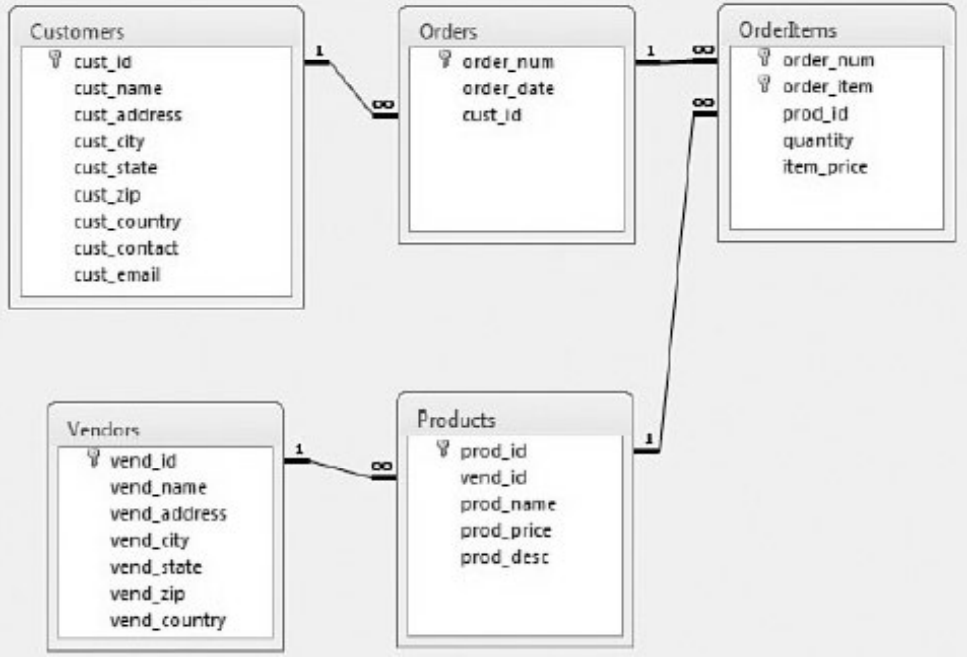 Customers
cust_id
cust_name
cust_address
cust_city
cust_state
cust_zip
cust_country
cust_contact
cust_email
1
∞
Orders
order_num
order_date
cust_id
1
∞
OrderItems
order_num
order_item
prod_id
quantity
item_price
∞
Vendors
vend_id
vend_name
vend_address
vend_city
vend_state
vend_zip
vend_country
1
∞
Products
prod_id
vend_id
prod_name
prod_price
prod_desc
1